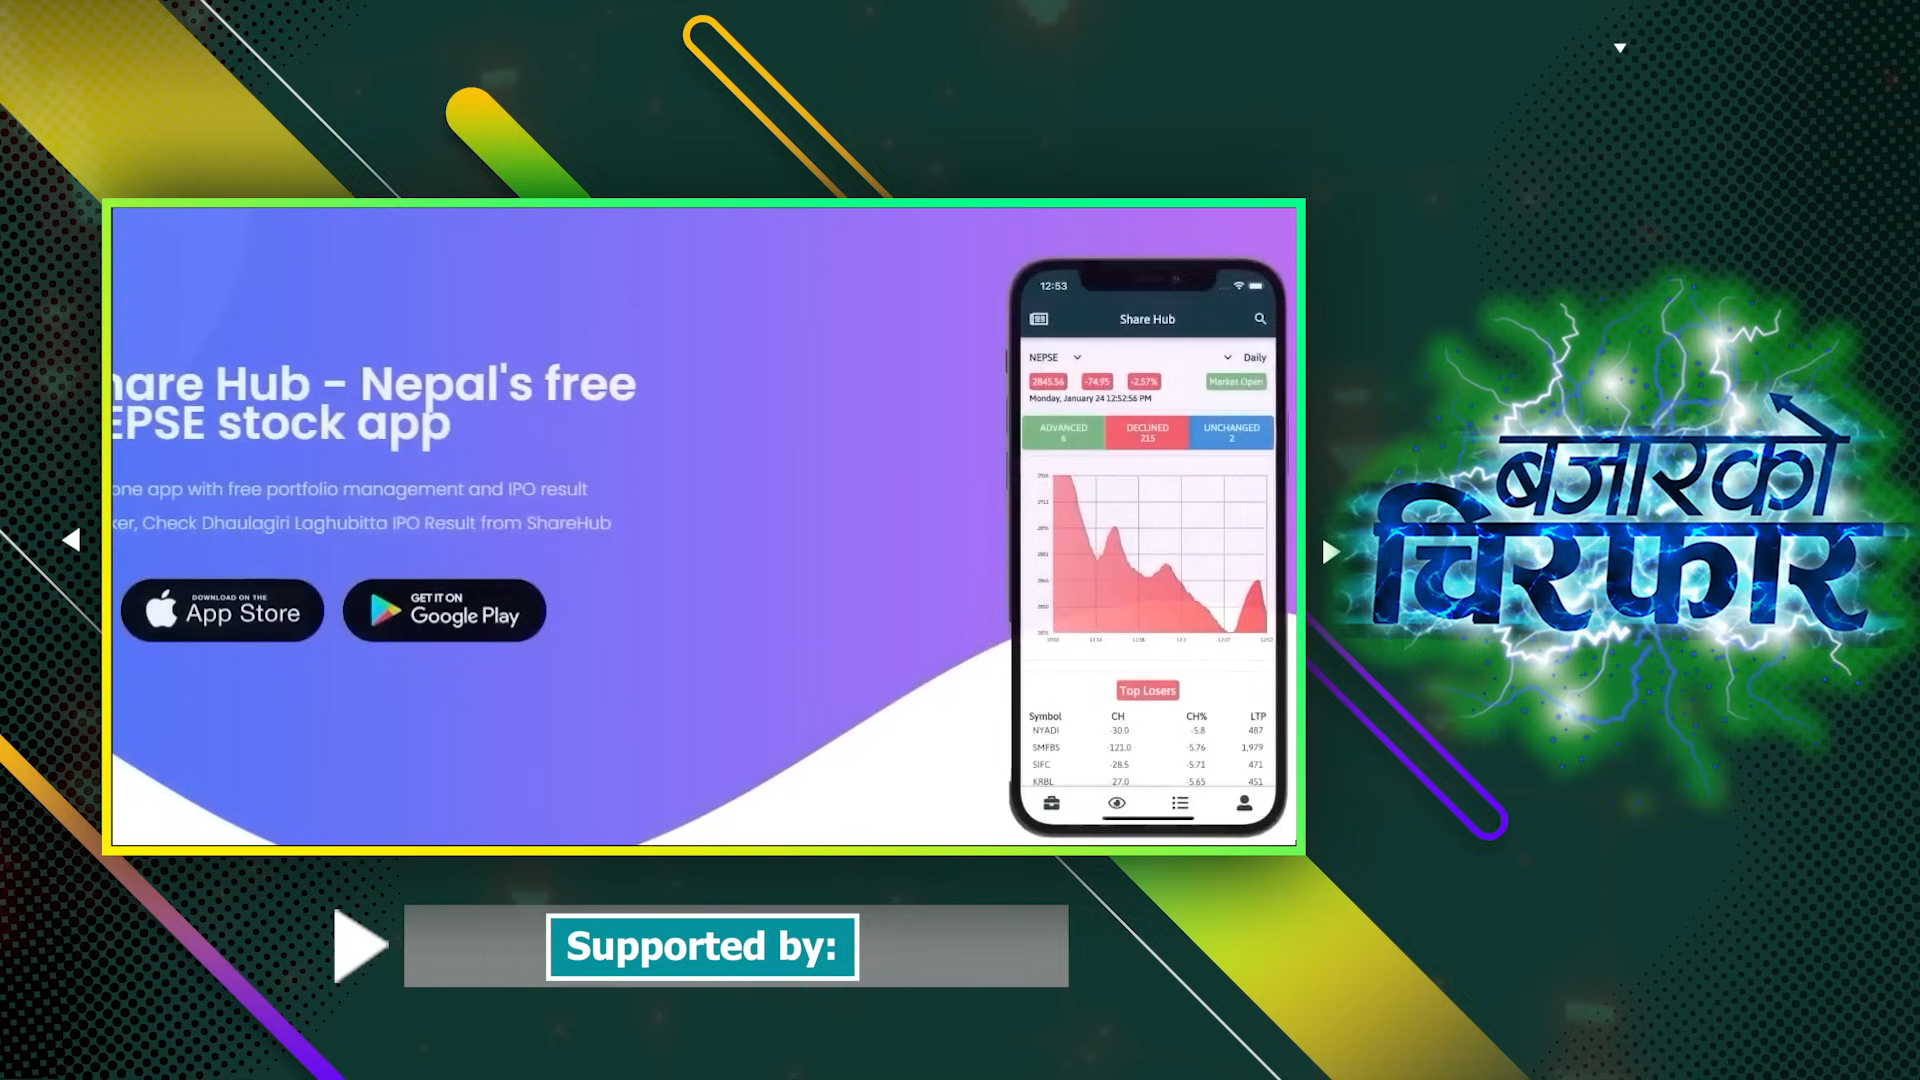 hare Hub - Nepal's free
EPSE stock app
one app with free portfolio management and IPO result
ker, Check Dhaulagiri Laghubitta IPO Result from ShareHub
DOWNLOAD ON THE
App Store
GET IT ON
Google Play
12:53
Share Hub
NEPSE Daily
2845.56 -74.95 -2.57% Market Open
Monday, January 24 12:52:56 PM
ADVANCED DECLINED UNCHANGED
6 215 2
Top Losers
Symbol CH CH% LTP
NYADI -30.0 -5.8 487
SMFBS -121.0 -5.76 1,979
SIFC -28.5 -5.71 471
KRBL -27.0 -5.65 451
बजारको
चिरफार
Supported by: